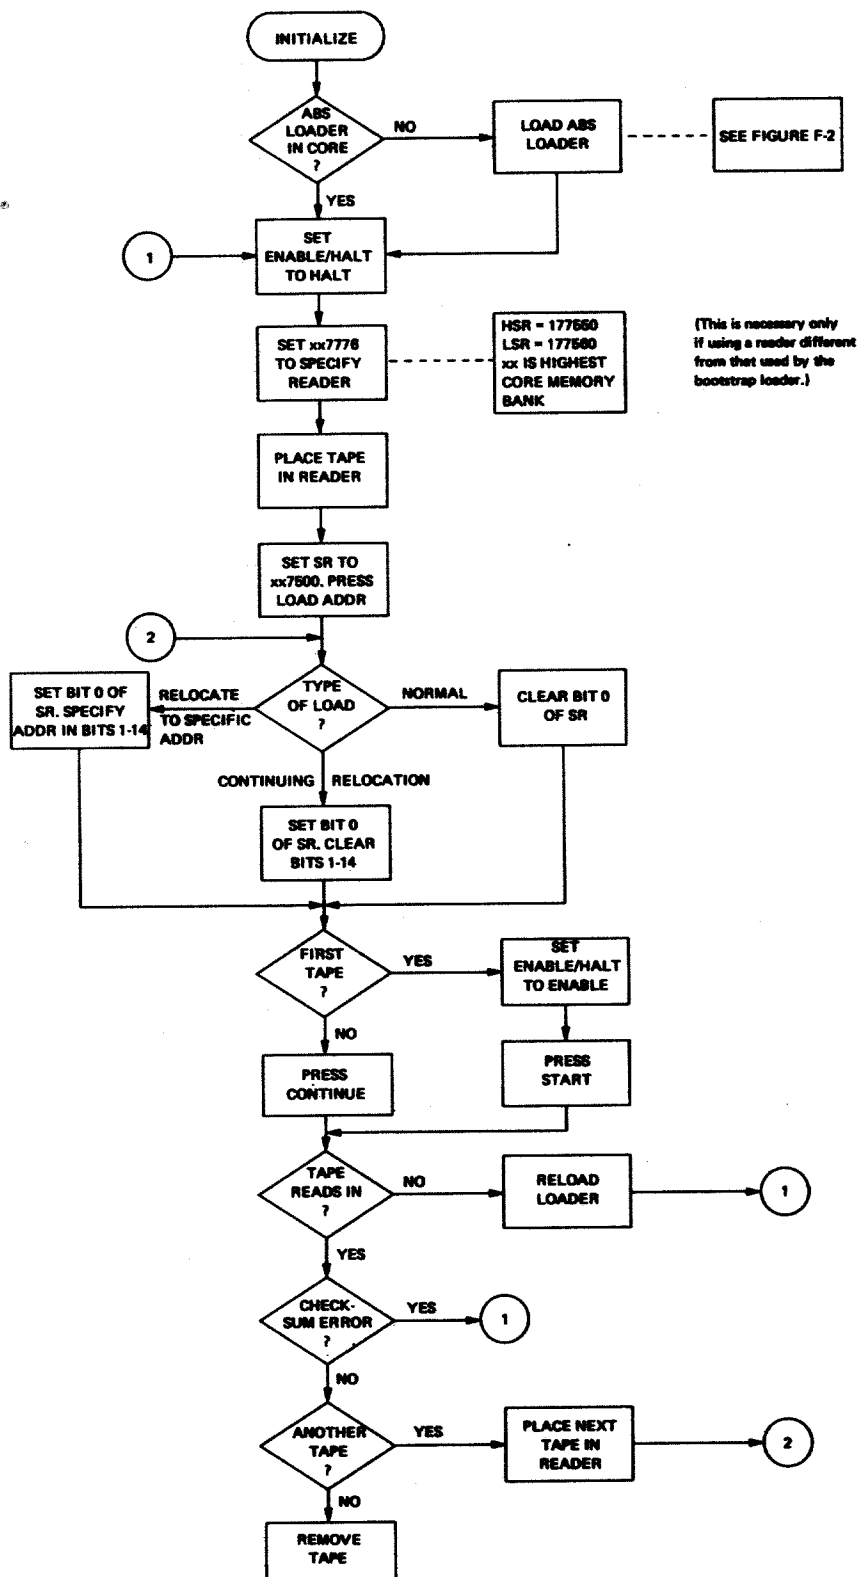 INITIALIZE
ABS
LOADER
IN CORE
?
NO
LOAD ABS
LOADER
SEE FIGURE F-2
YES
1
SET
ENABLE/HALT
TO HALT
SET xx7776
TO SPECIFY
READER
HSR = 177550
LSR = 177560
xx IS HIGHEST
CORE MEMORY
BANK
(This is necessary only
if using a reader different
from that used by the
bootstrap loader.)
PLACE TAPE
IN READER
SET SR TO
xx7500. PRESS
LOAD ADDR
2
TYPE
OF LOAD
?
SET BIT 0 OF
SR. SPECIFY
ADDR IN BITS 1-14
RELOCATE
TO SPECIFIC
ADDR
NORMAL
CLEAR BIT 0
OF SR
CONTINUING RELOCATION
SET BIT 0
OF SR. CLEAR
BITS 1-14
FIRST
TAPE
?
YES
SET
ENABLE/HALT
TO ENABLE
NO
PRESS
CONTINUE
PRESS
START
TAPE
READS IN
?
NO
RELOAD
LOADER
1
YES
CHECK-
SUM ERROR
?
YES
1
NO
ANOTHER
TAPE
?
YES
PLACE NEXT
TAPE IN
READER
2
NO
REMOVE
TAPE